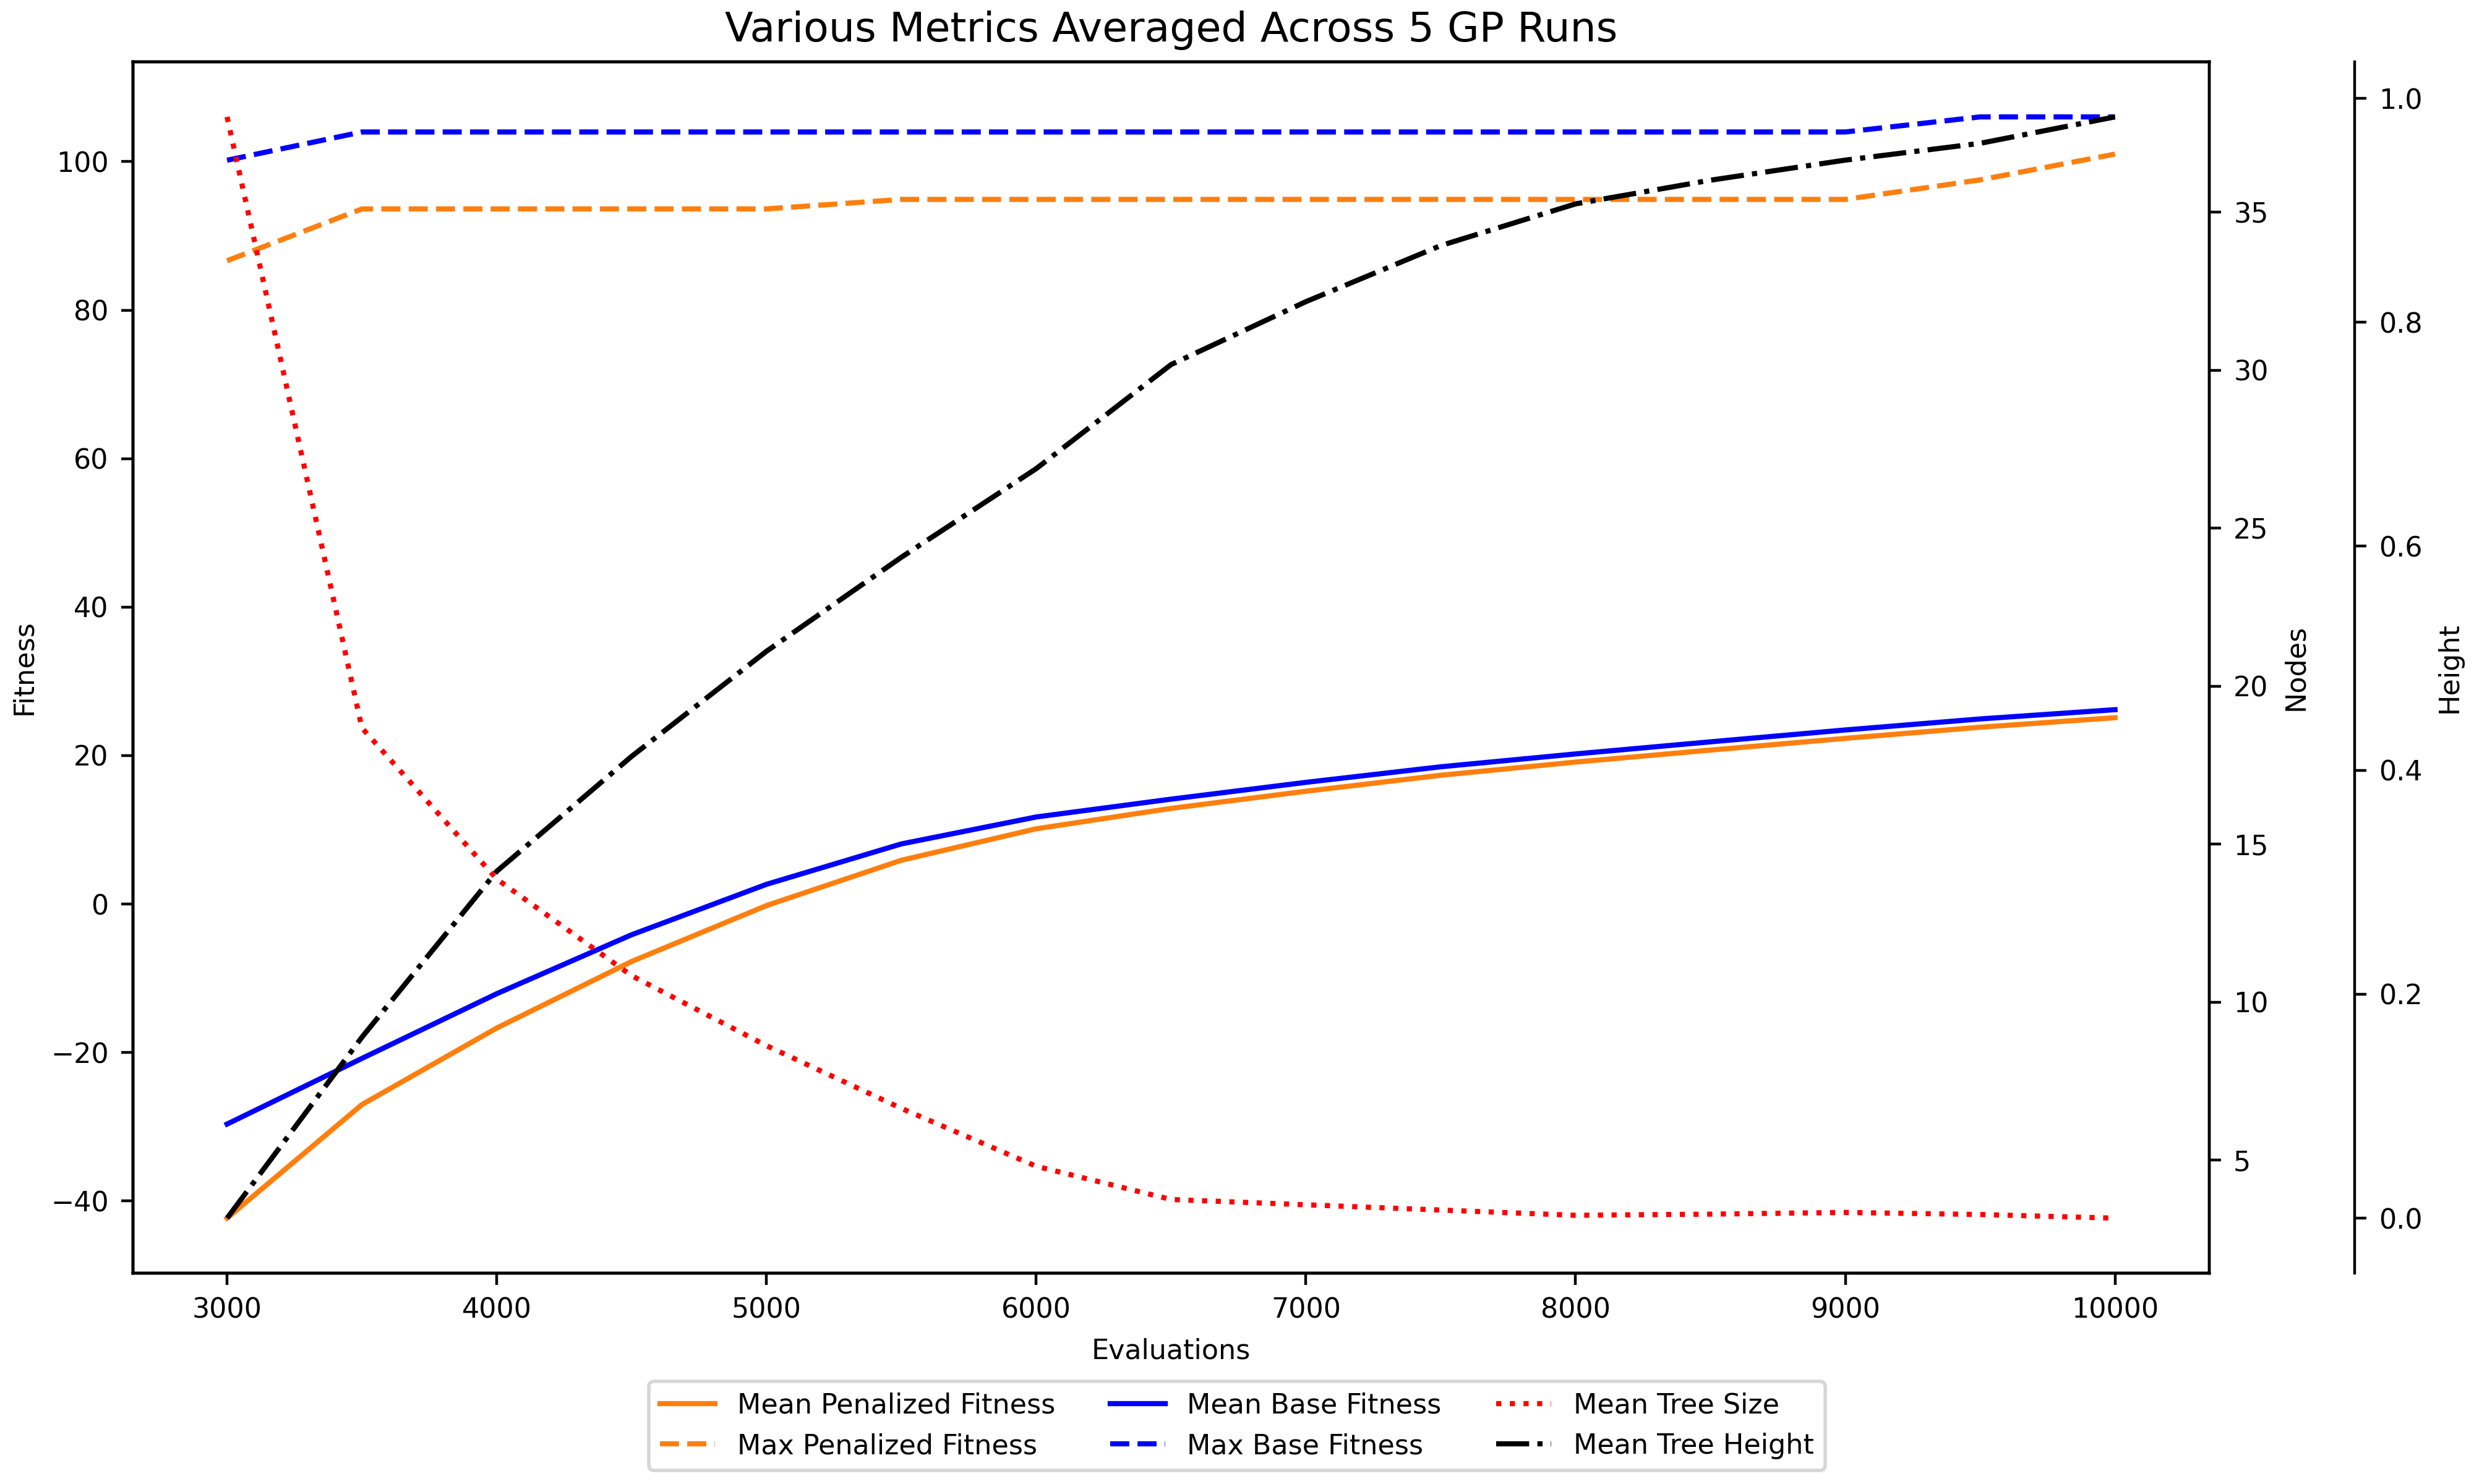 Various Metrics Averaged Across 5 GP Runs
100
80
60
40
20
0
−20
−40
Fitness
35
30
25
20
15
10
5
Nodes
1.0
0.8
0.6
0.4
0.2
0.0
Height
3000 4000 5000 6000 7000 8000 9000 10000
Evaluations
Mean Penalized Fitness Mean Base Fitness Mean Tree Size
Max Penalized Fitness Max Base Fitness Mean Tree Height